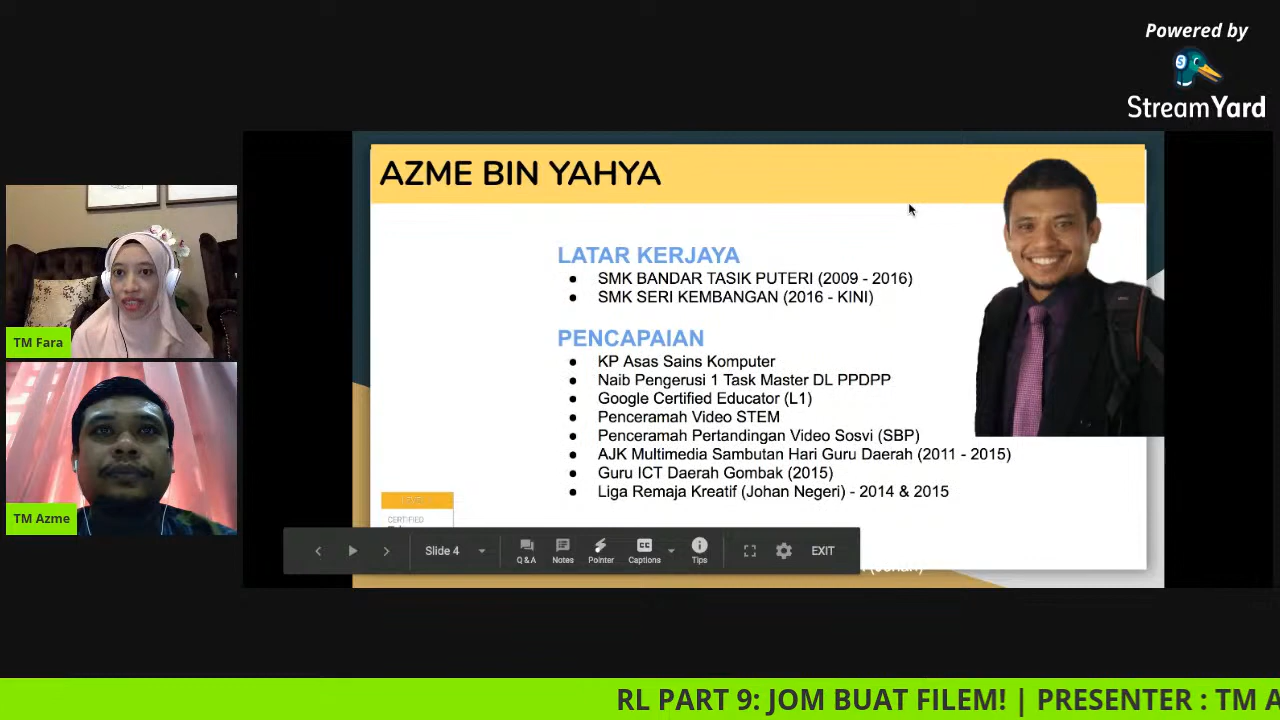 Powered by
StreamYard
AZME BIN YAHYA
LATAR KERJAYA
● SMK BANDAR TASIK PUTERI (2009 - 2016)
● SMK SERI KEMBANGAN (2016 - KINI)
PENCAPAIAN
● KP Asas Sains Komputer
● Naib Pengerusi 1 Task Master DL PPDPP
● Google Certified Educator (L1)
● Penceramah Video STEM
● Penceramah Pertandingan Video Sosvi (SBP)
● AJK Multimedia Sambutan Hari Guru Daerah (2011 - 2015)
● Guru ICT Daerah Gombak (2015)
● Liga Remaja Kreatif (Johan Negeri) - 2014 & 2015
CERTIFIED
TM Fara
TM Azme
Slide 4
Q & A
Notes
Pointer
CC
Captions
Tips
EXIT
RL PART 9: JOM BUAT FILEM! | PRESENTER : TM A